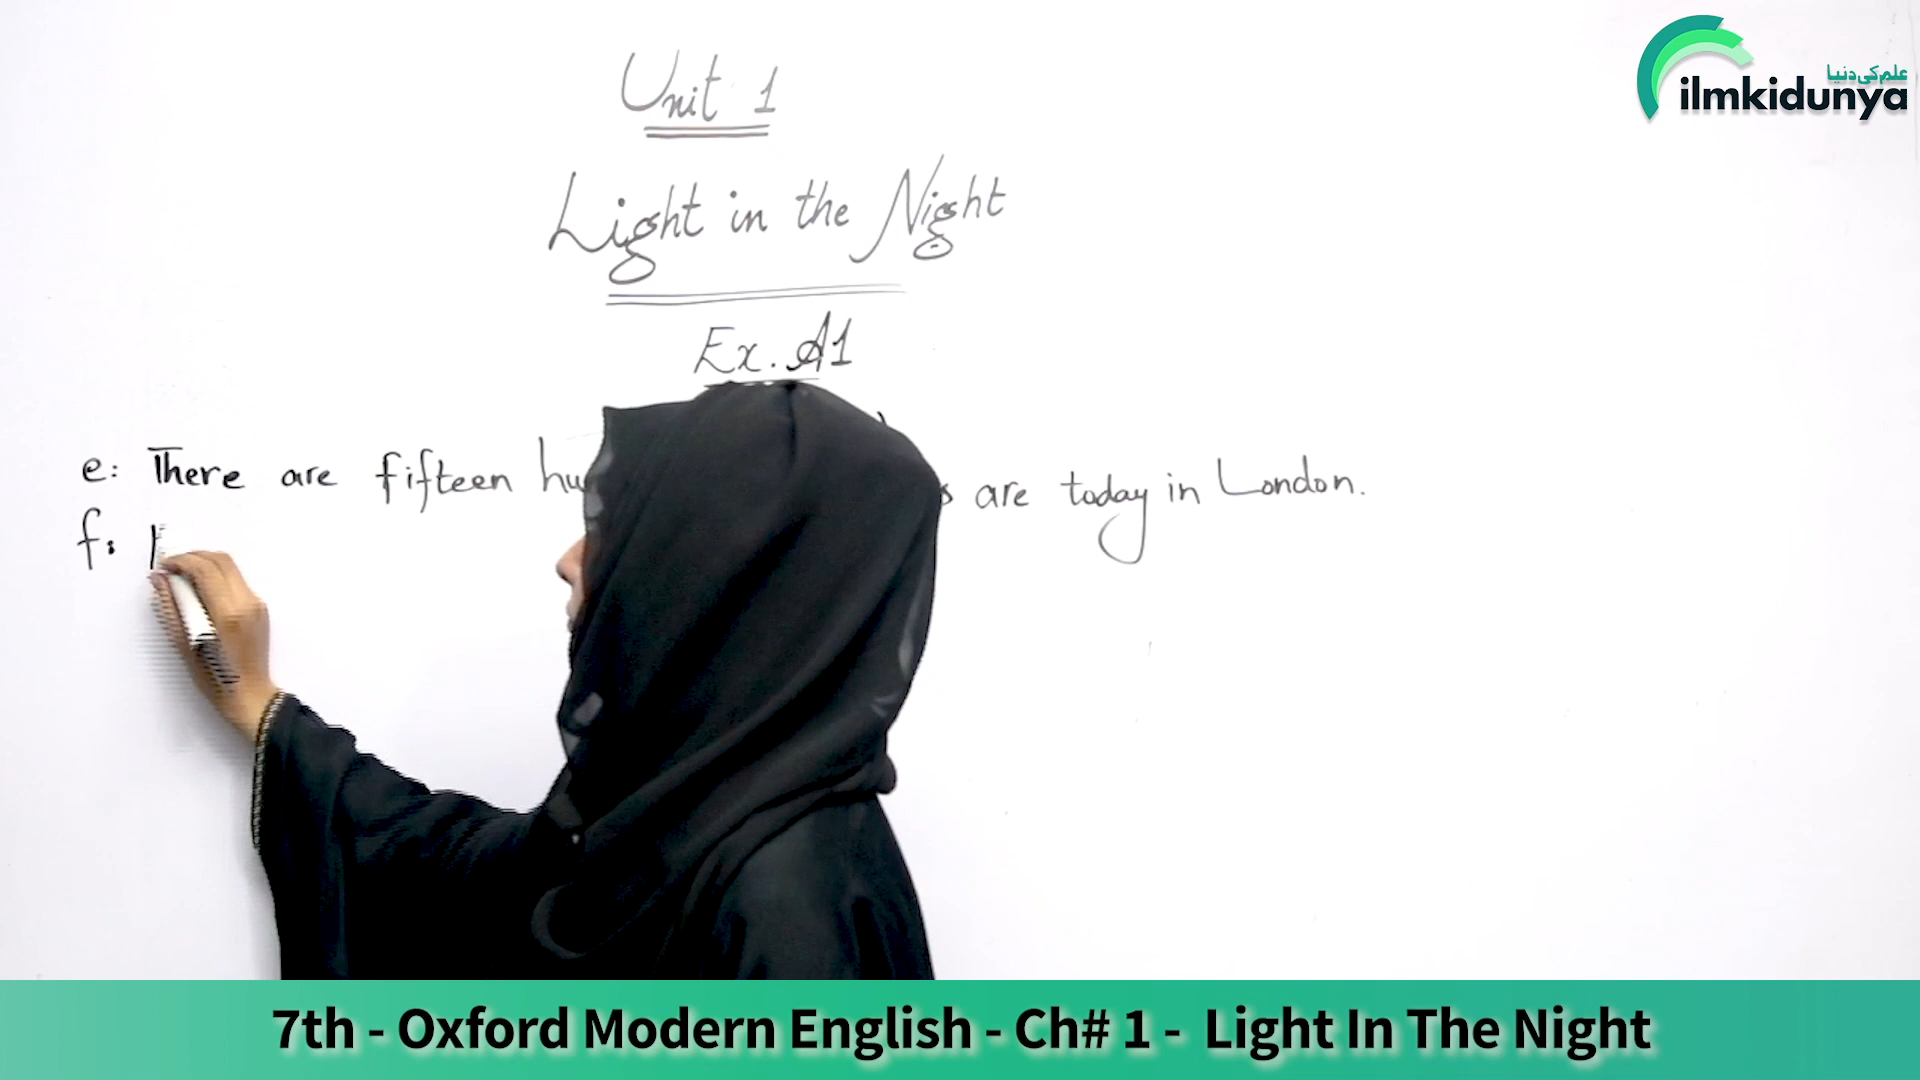 علم کی دنیا
ilmkidunya
Unit 1
Light in the Night
Ex. A1
e: There are fifteen hu are today in London.
f:
7th - Oxford Modern English - Ch# 1 - Light In The Night